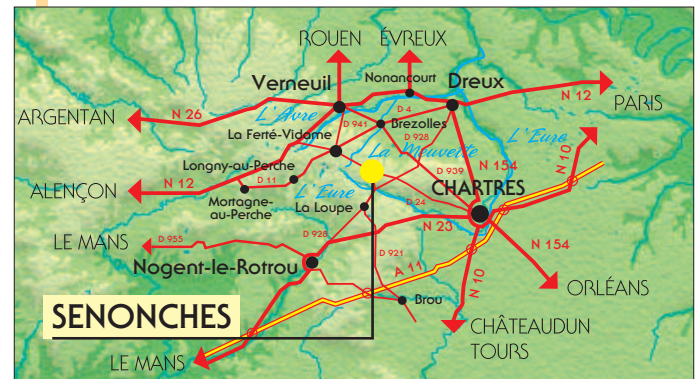 ROUEN
ÉVREUX
Verneuil
Nonancourt
Dreux
N 12
PARIS
ARGENTAN
N 26
L'Avre
D 4
D 941
Brezolles
D 928
La Ferté-Vidame
La Meuvette
L'Eure
N 10
Longny-au-Perche
D 11
D 939
N 154
ALENÇON
N 12
Mortagne-
au-Perche
L'Eure
CHARTRES
La Loupe
D 24
LE MANS
D 955
D 928
N 23
N 154
Nogent-le-Rotrou
D 921
A 11
N 10
ORLÉANS
Brou
SENONCHES
CHÂTEAUDUN
TOURS
LE MANS